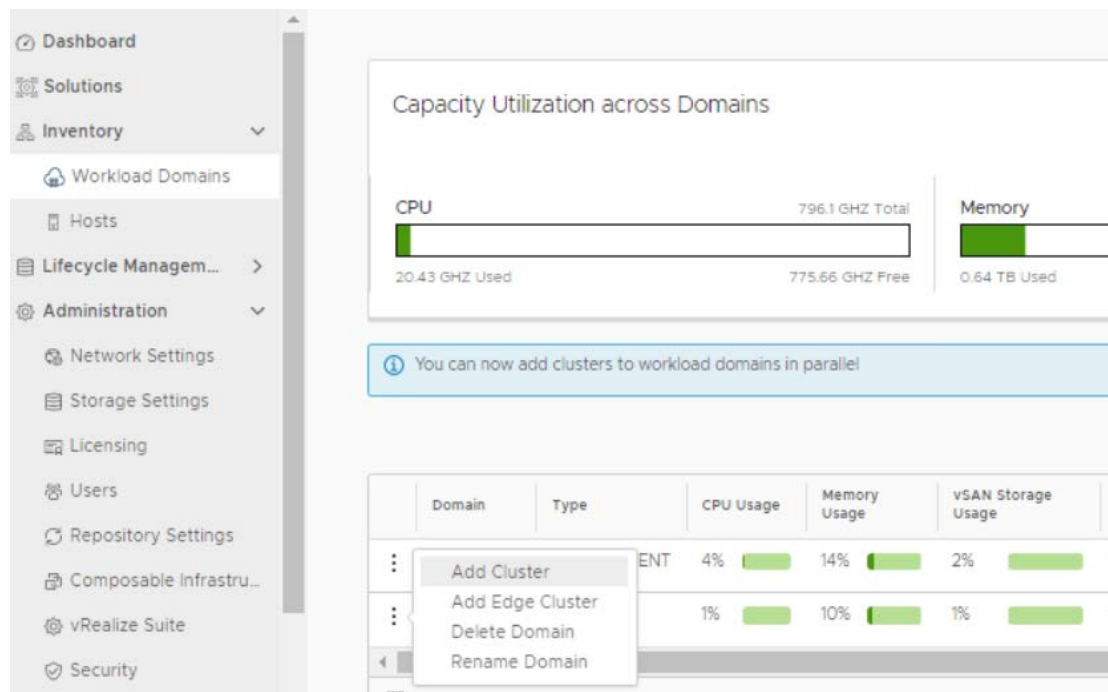 Dashboard
Solutions
Inventory
Workload Domains
Hosts
Lifecycle Managem...
Administration
Network Settings
Storage Settings
Licensing
Users
Repository Settings
Composable Infrastru...
vRealize Suite
Security
Capacity Utilization across Domains
CPU
796.1 GHZ Total
20.43 GHZ Used
775.66 GHZ Free
Memory
0.64 TB Used
You can now add clusters to workload domains in parallel
Domain
Type
CPU Usage
Memory
Usage
vSAN Storage
Usage
ENT
4%
14%
2%
1%
10%
1%
Add Cluster
Add Edge Cluster
Delete Domain
Rename Domain